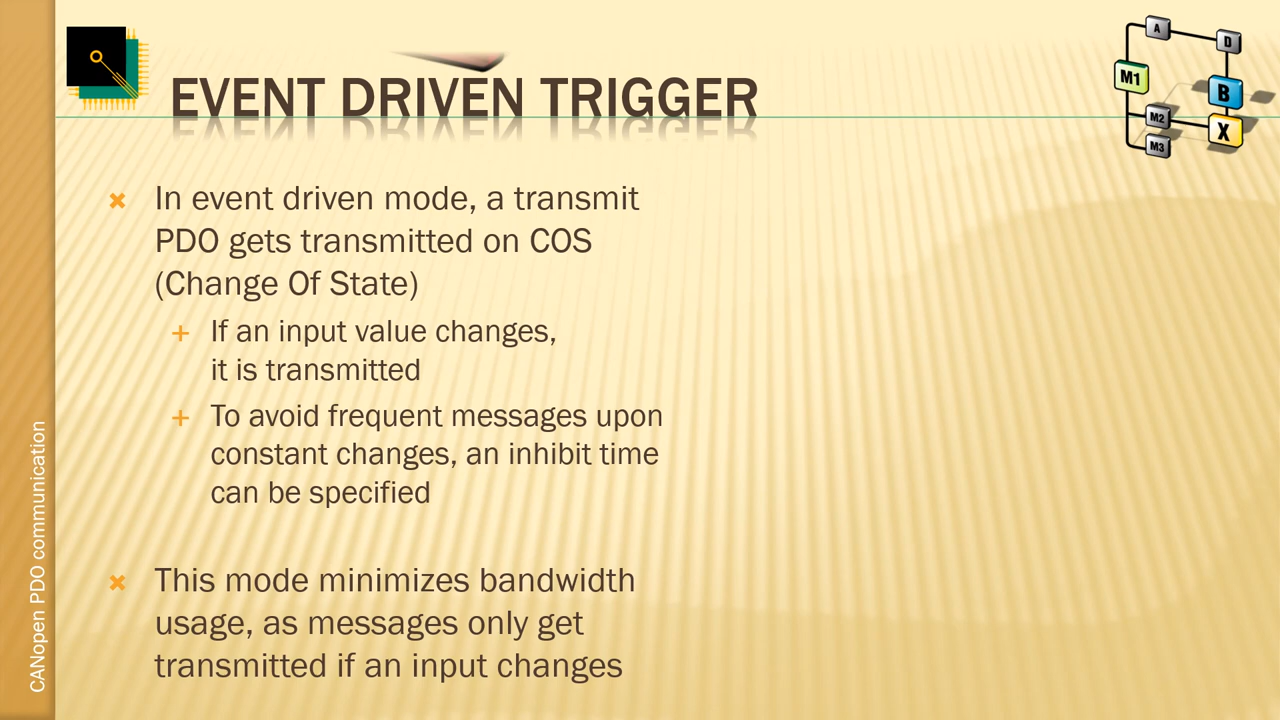 A
D
EVENT DRIVEN TRIGGER
M1
B
M2
X
M3
In event driven mode, a transmit
PDO gets transmitted on COS
(Change Of State)
If an input value changes,
it is transmitted
To avoid frequent messages upon
constant changes, an inhibit time
can be specified
This mode minimizes bandwidth
usage, as messages only get
transmitted if an input changes
CANopen PDO communication